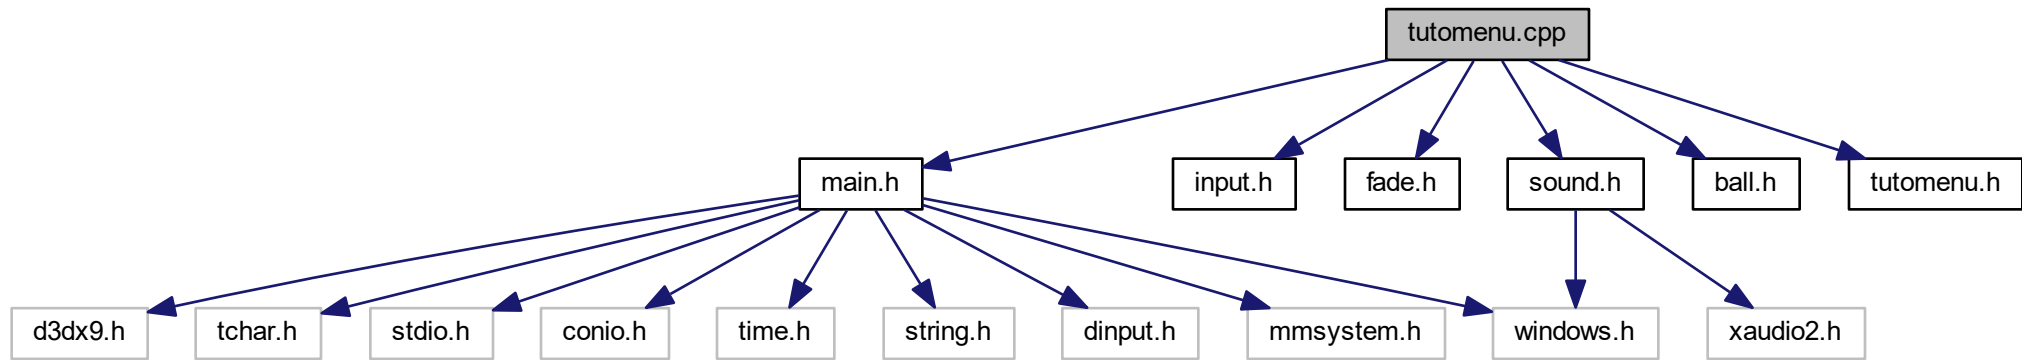 tutomenu.cpp
main.h
input.h
fade.h
sound.h
ball.h
tutomenu.h
d3dx9.h
tchar.h
stdio.h
conio.h
time.h
string.h
dinput.h
mmsystem.h
windows.h
xaudio2.h